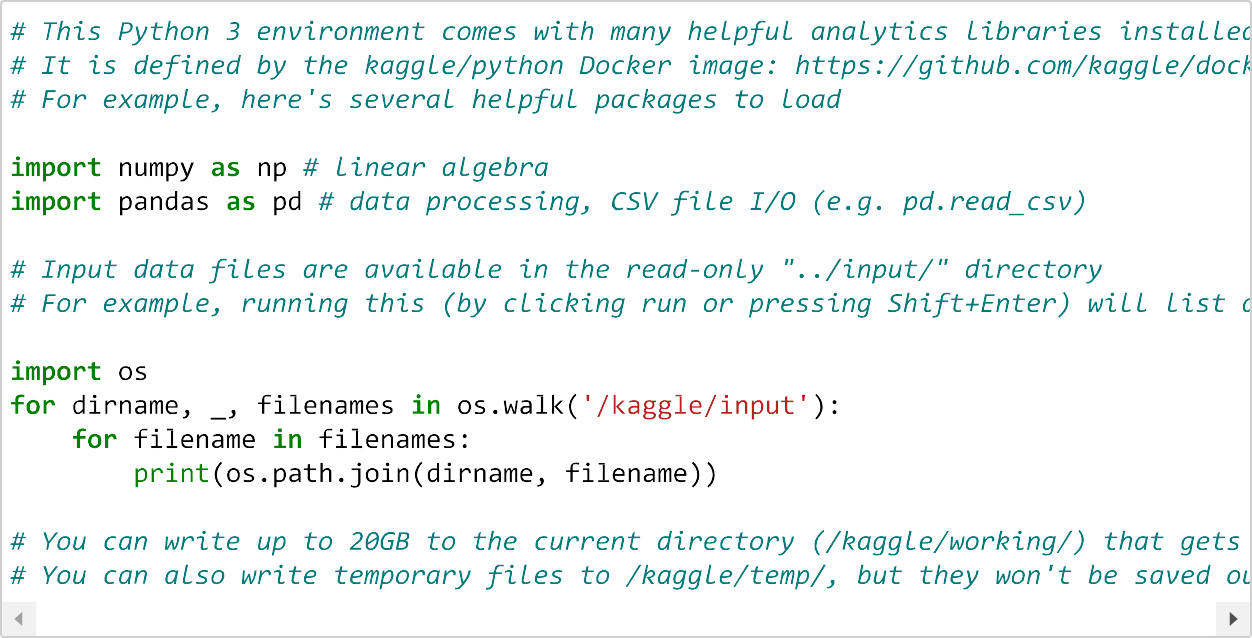 # This Python 3 environment comes with many helpful analytics libraries installed
# It is defined by the kaggle/python Docker image: https://github.com/kaggle/dock
# For example, here's several helpful packages to load
import numpy as np # linear algebra
import pandas as pd # data processing, CSV file I/O (e.g. pd.read_csv)
# Input data files are available in the read-only "../input/" directory
# For example, running this (by clicking run or pressing Shift+Enter) will list
import os
for dirname, _, filenames in os.walk('/kaggle/input'):
    for filename in filenames:
        print(os.path.join(dirname, filename))
# You can write up to 20GB to the current directory (/kaggle/working/) that gets
# You can also write temporary files to /kaggle/temp/, but they won't be saved ou